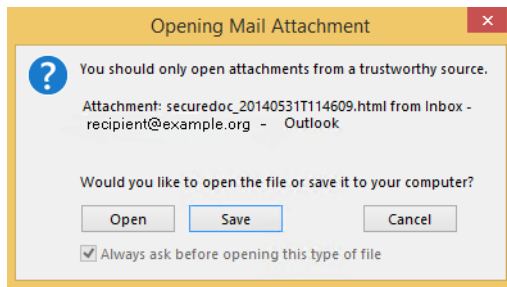 Opening Mail Attachment
You should only open attachments from a trustworthy source.
Attachment: securedoc_20140531T114609.html from Inbox -
recipient@example.org - Outlook
Would you like to open the file or save it to your computer?
Open Save Cancel
Always ask before opening this type of file